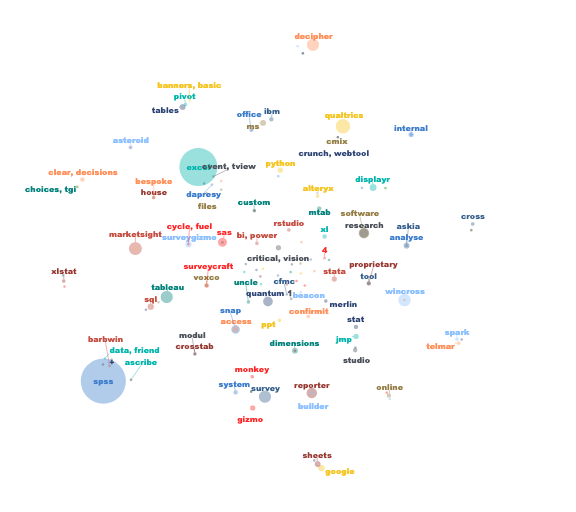 decipher
banners, basic
pivot
tables
office
ibm
ms
qualtrics
internal
asteroid
cmix
crunch, webtool
event, tview
python
clear, decisions
choices, tgi
bespoke
house
dapresy
files
displayr
alteryx
custom
mtab
software
research
cross
cycle, fuel
surveygizmo
marketsight
sas
rstudio
bi, power
xl
askia
analyse
4
critical, vision
xlstat
surveycraft
voxco
stata
proprietary
tool
tableau
sql
uncle
cfmc
beacon
merlin
wincross
snap
access
confirmit
ppt
stat
spark
telmar
barbwin
data, friend
ascribe
+
spss
modul
crosstab
dimensions
jmp
studio
monkey
system
survey
reporter
builder
online
gizmo
sheets
google